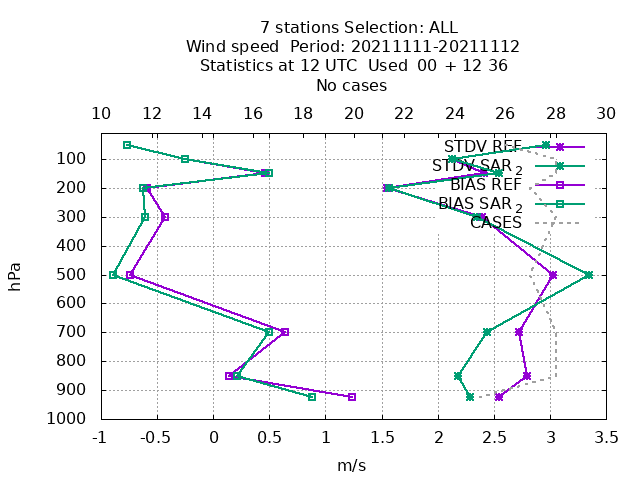 7 stations Selection: ALL
Wind speed  Period: 20211111-20211112
Statistics at 12 UTC  Used  00 + 12 36
No cases
10 12 14 16 18 20 22 24 26 28 30
STDV REF
STDV SAR 2
BIAS REF
BIAS SAR 2
CASES
100
200
300
400
500
600
700
800
900
1000
hPa
-1 -0.5 0 0.5 1 1.5 2 2.5 3 3.5
m/s